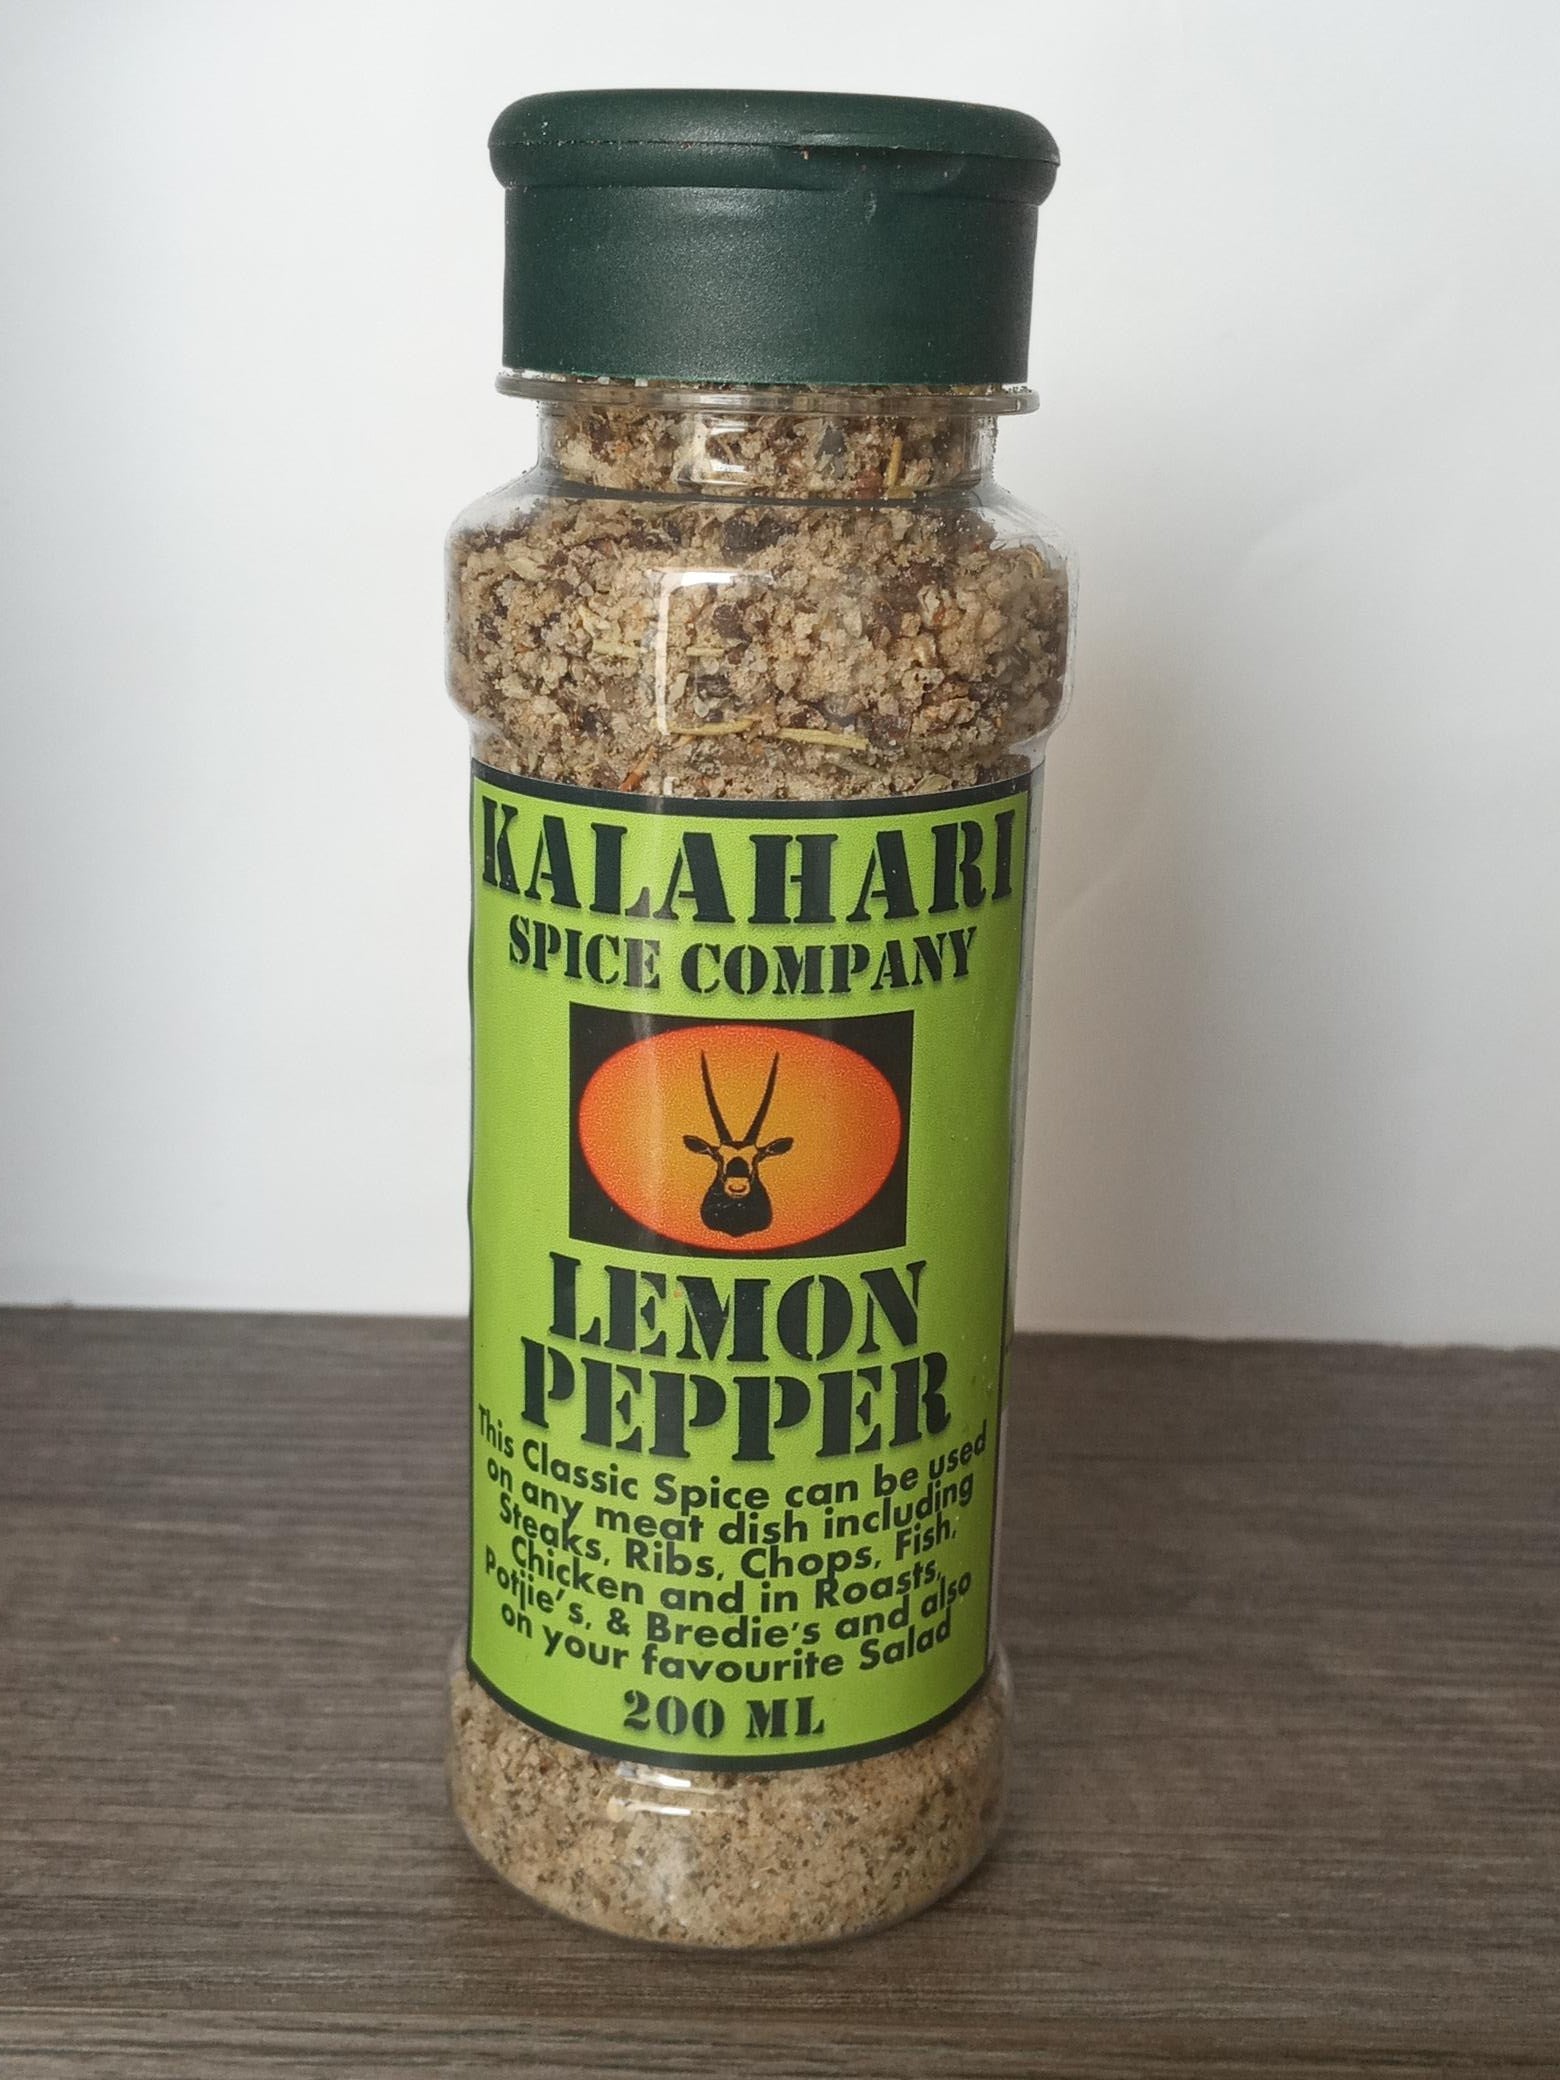 KALAHARI
SPICE COMPANY
LEMON
PEPPER
This Classic Spice can be used
on any meat dish including
Steaks, Ribs, Chops, Fish,
Chicken and in Roasts,
Potjie's, & Bredie's and also
on your favourite Salad
200 ML